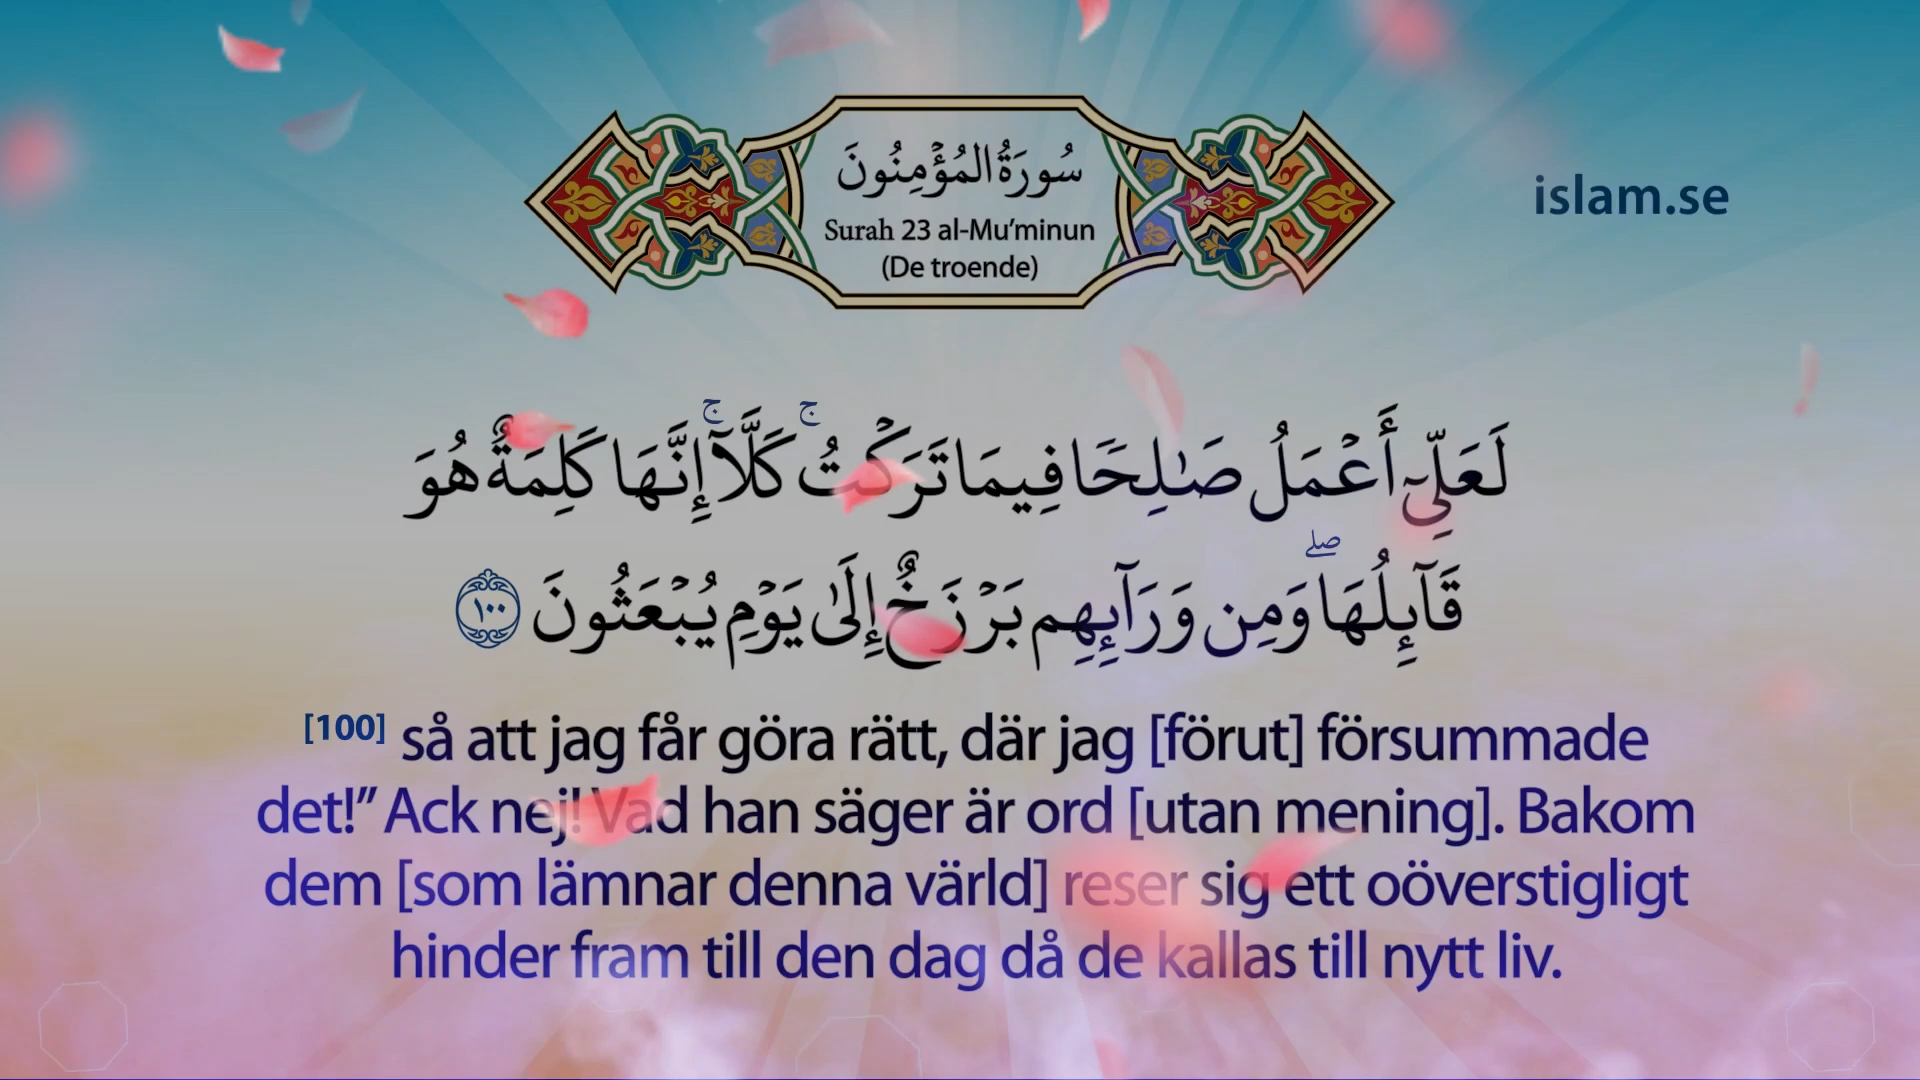 سُورَةُ الْمُؤْمِنُونَ
Surah 23 al-Mu’minun
(De troende)
islam.se
لَعَلِّىٓ أَعْمَلُ صَـٰلِحًا فِيمَا تَرَكْتُ ۚ كَلَّآ ۚ إِنَّهَا كَلِمَةٌ هُوَ
قَآئِلُهَا ۖ وَمِن وَرَآئِهِم بَرْزَخٌ إِلَىٰ يَوْمِ يُبْعَثُونَ ١٠٠
[100] så att jag får göra rätt, där jag [förut] försummade
det!” Ack nej! Vad han säger är ord [utan mening]. Bakom
dem [som lämnar denna värld] reser sig ett oöverstigligt
hinder fram till den dag då de kallas till nytt liv.